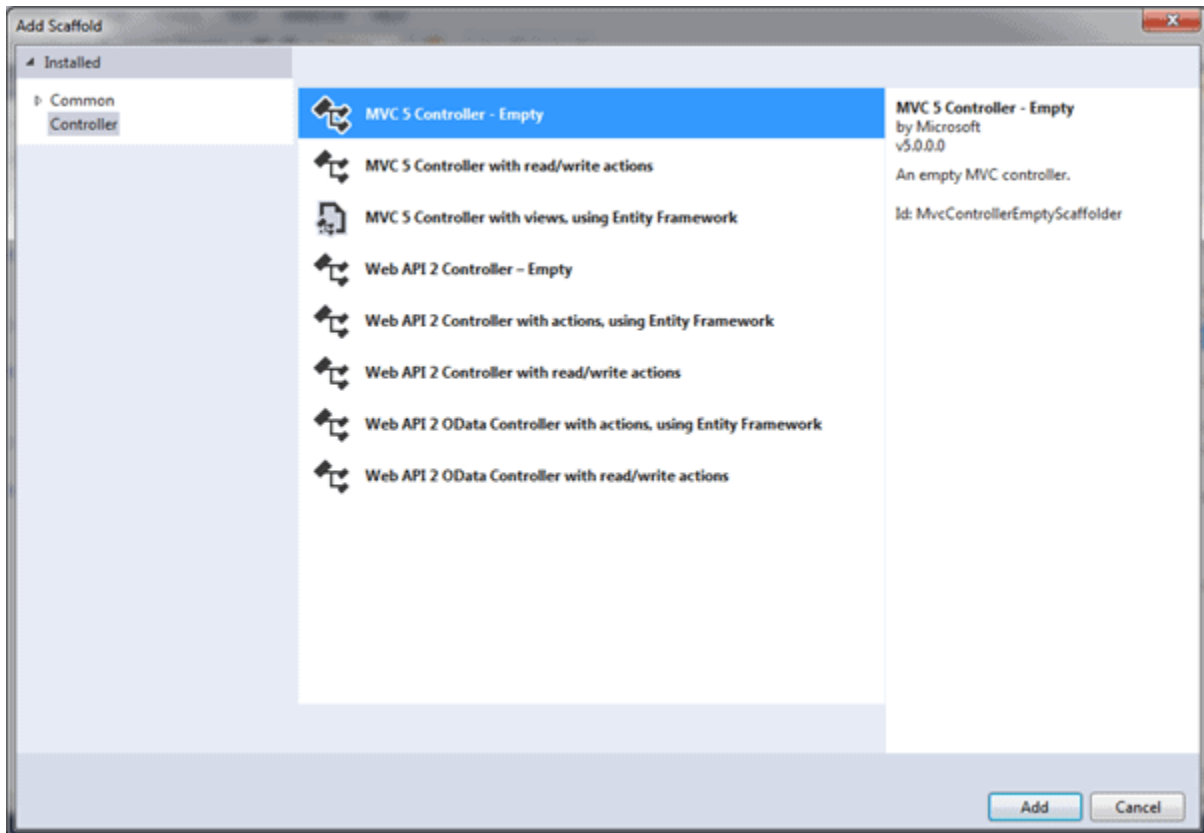 Add Scaffold
Installed
Common
Controller
MVC 5 Controller - Empty
MVC 5 Controller with read/write actions
MVC 5 Controller with views, using Entity Framework
Web API 2 Controller – Empty
Web API 2 Controller with actions, using Entity Framework
Web API 2 Controller with read/write actions
Web API 2 OData Controller with actions, using Entity Framework
Web API 2 OData Controller with read/write actions
MVC 5 Controller - Empty
by Microsoft
v5.0.0.0
An empty MVC controller.
Id: MvcControllerEmptyScaffolder
Add
Cancel